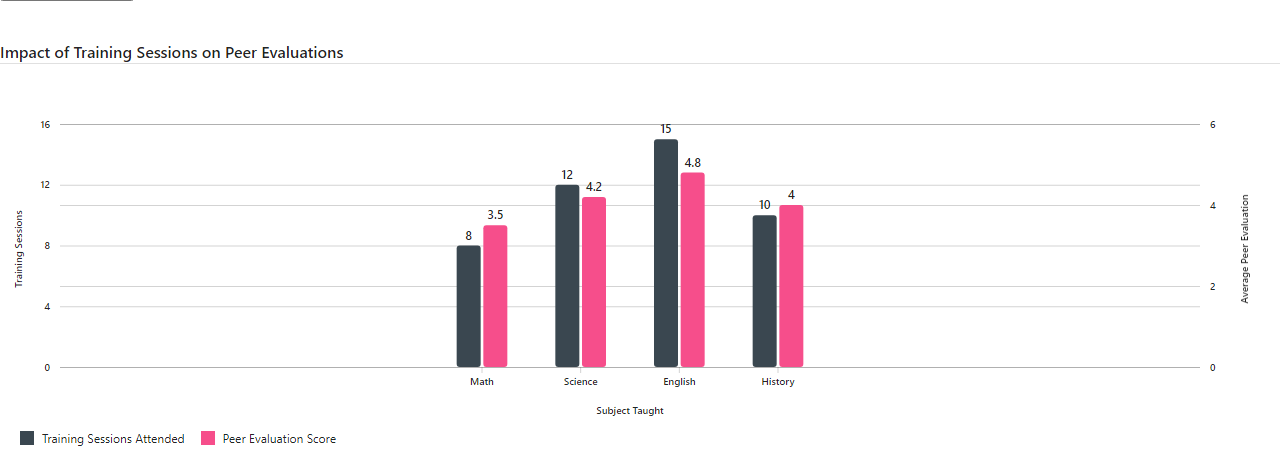 Impact of Training Sessions on Peer Evaluations
16
12
8
4
0
Training Sessions
6
4
2
0
Average Peer Evaluation
8
3.5
12
4.2
15
4.8
10
4
Math
Science
English
History
Subject Taught
Training Sessions Attended
Peer Evaluation Score